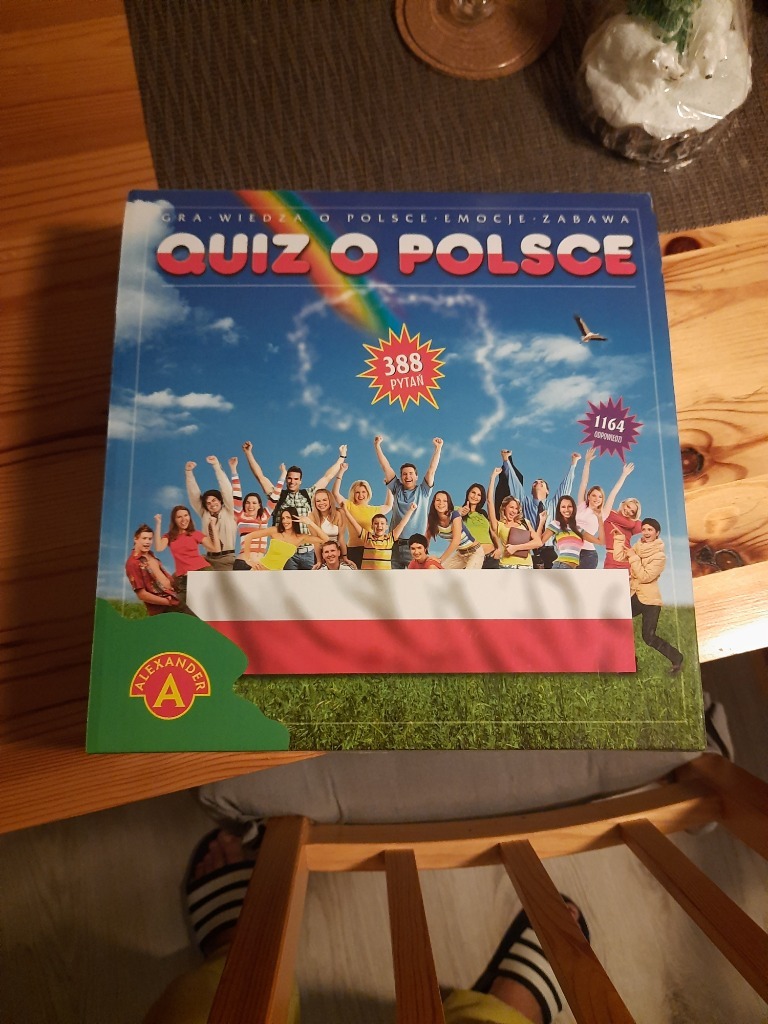 GRA·WIEDZA O POLSCE·EMOCJE·ZABAWA
QUIZ O POLSCE
388
PYTAŃ
1164
ODPOWIEDZI
ALEXANDER
A